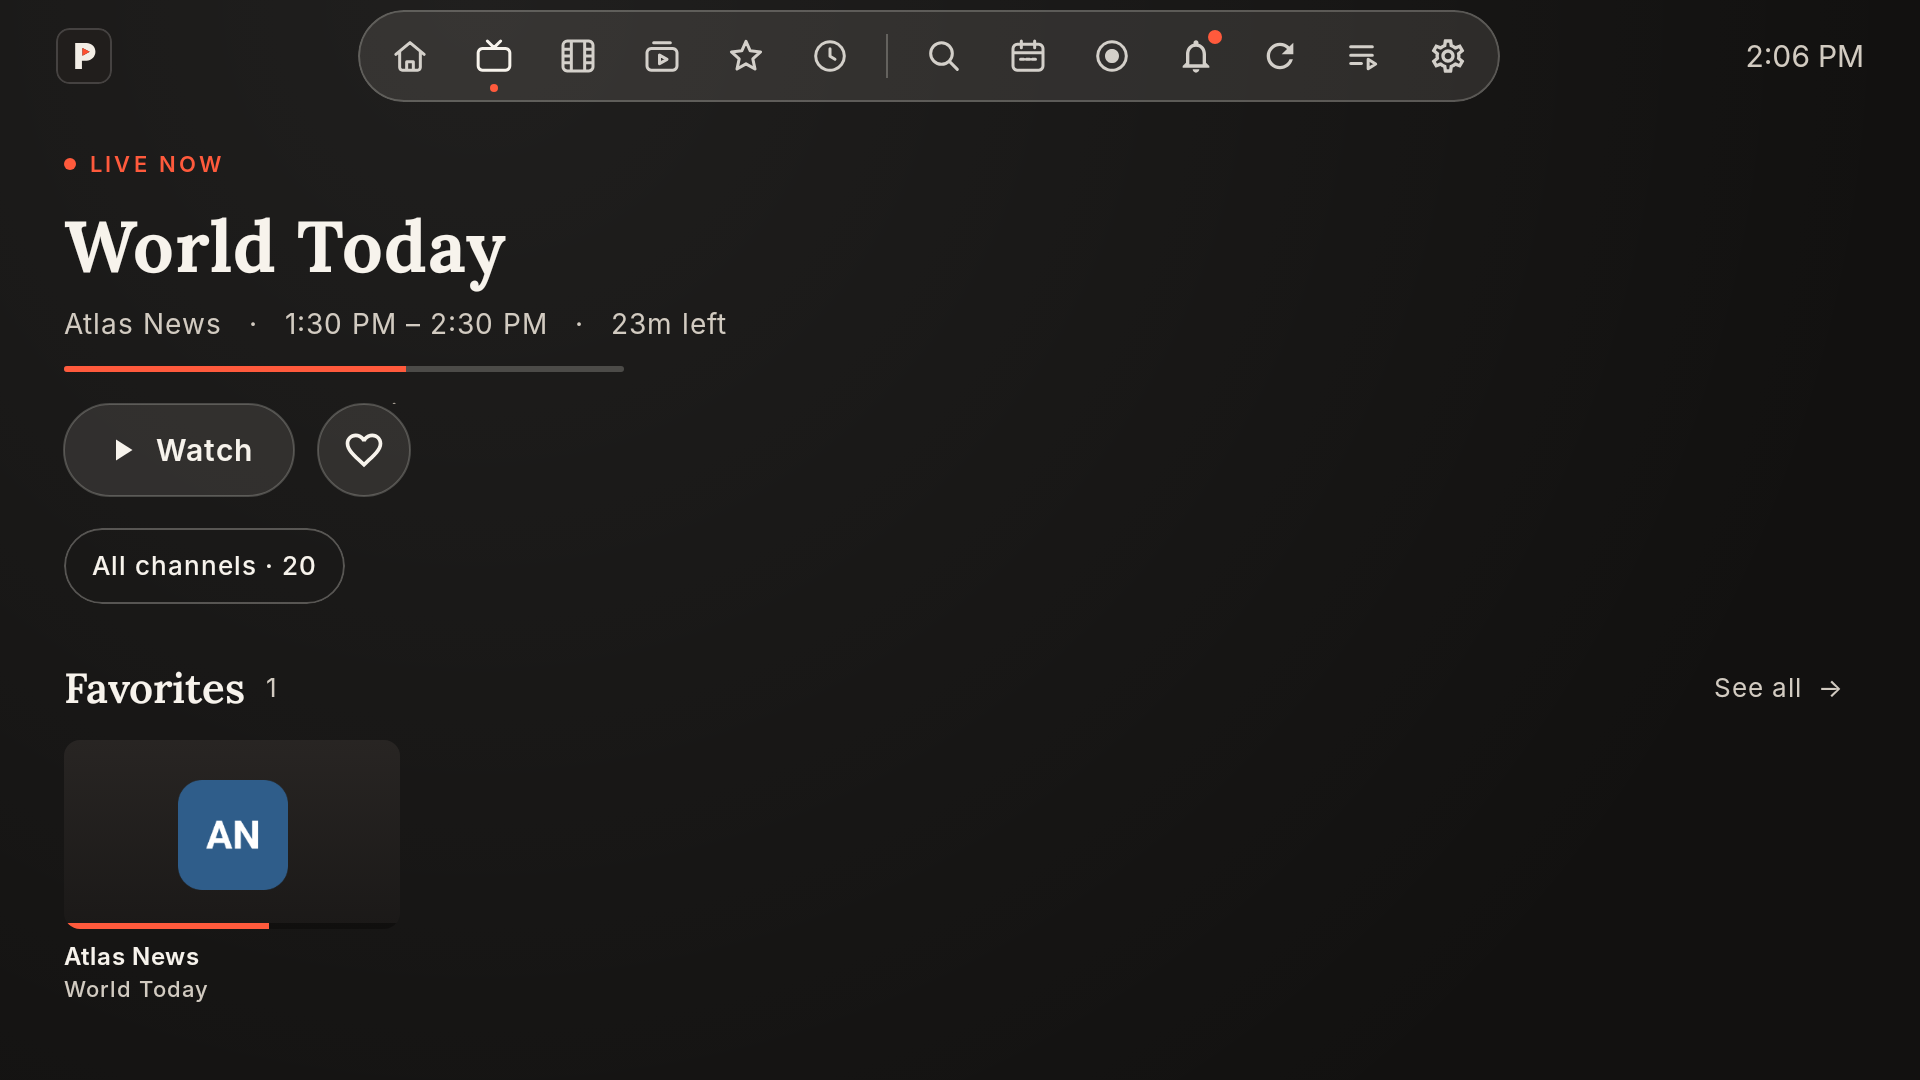 P
2:06 PM
LIVE NOW
World Today
Atlas News · 1:30 PM – 2:30 PM · 23m left
Watch
All channels · 20
Favorites 1
See all →
AN
Atlas News
World Today